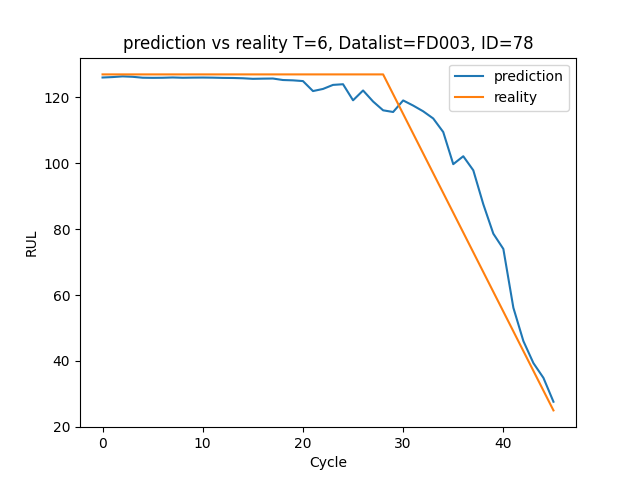 prediction vs reality T=6, Datalist=FD003, ID=78
prediction
reality
120
100
80
60
40
20
RUL
0 10 20 30 40
Cycle